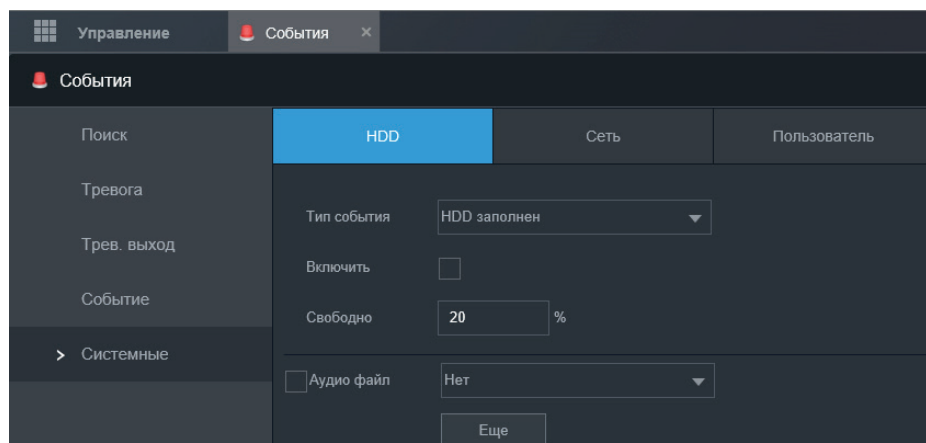 Управление
События ×
События
Поиск
Тревога
Трев. выход
Событие
> Системные
HDD
Сеть
Пользователь
Тип события
HDD заполнен
Включить
Свободно
20
%
Аудио файл
Нет
Еще